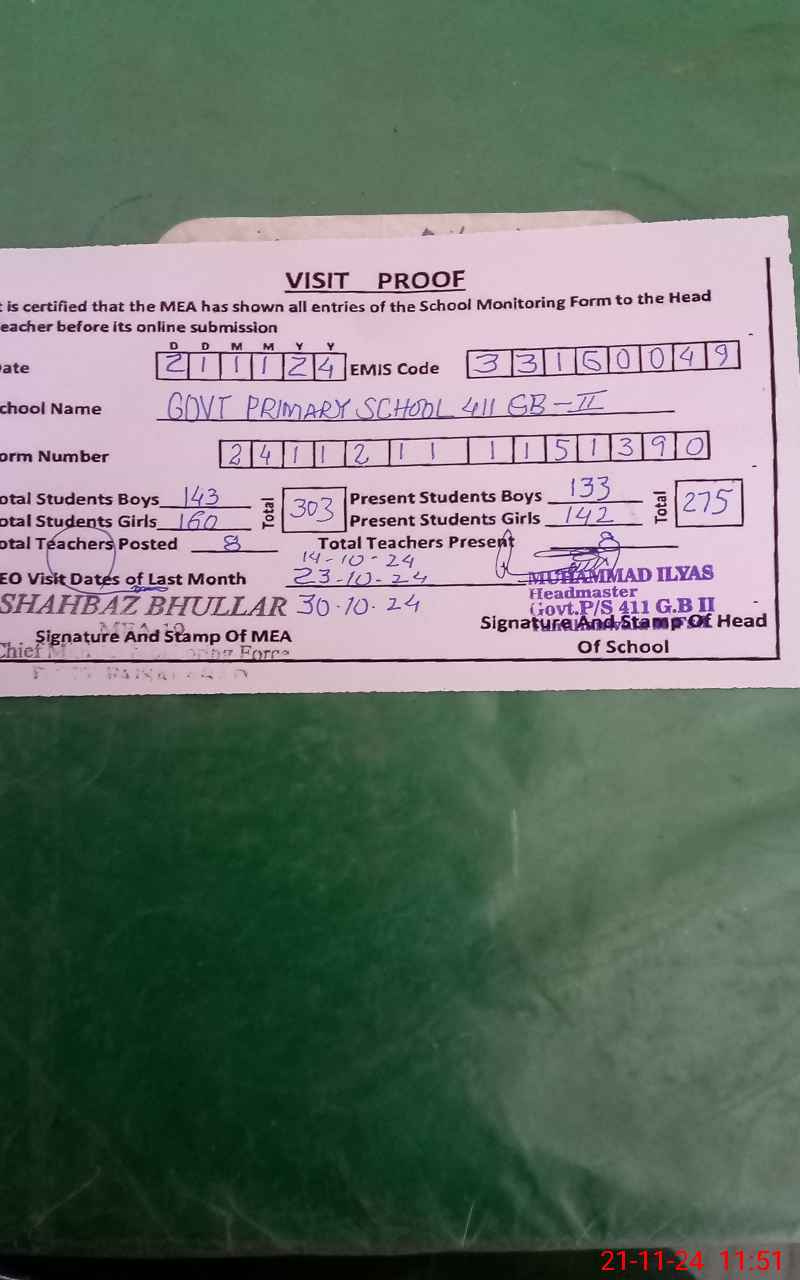 VISIT PROOF
t is certified that the MEA has shown all entries of the School Monitoring Form to the Head
eacher before its online submission
D D M M Y Y
ate 2 1 1 1 2 4 EMIS Code 3 3 1 6 0 0 4 9
chool Name GOVT PRIMARY SCHOOL 411 GB-II
orm Number 2 4 1 1 2 1 1 1 1 5 1 3 9 0
otal Students Boys 143 Total 303 Present Students Boys 133 Total 275
otal Students Girls 160 Present Students Girls 142
otal Teachers Posted 8 Total Teachers Present 8
14-10-24
EO Visit Dates of Last Month 23-10-24
MUHAMMAD ILYAS
Headmaster
SHAHBAZ BHULLAR 30-10-24 Govt.P/S 411 G.B II
Signature And Stamp Of MEA Signature And Stamp Of Head
Of School
Chief Force
21-11-24 11:51